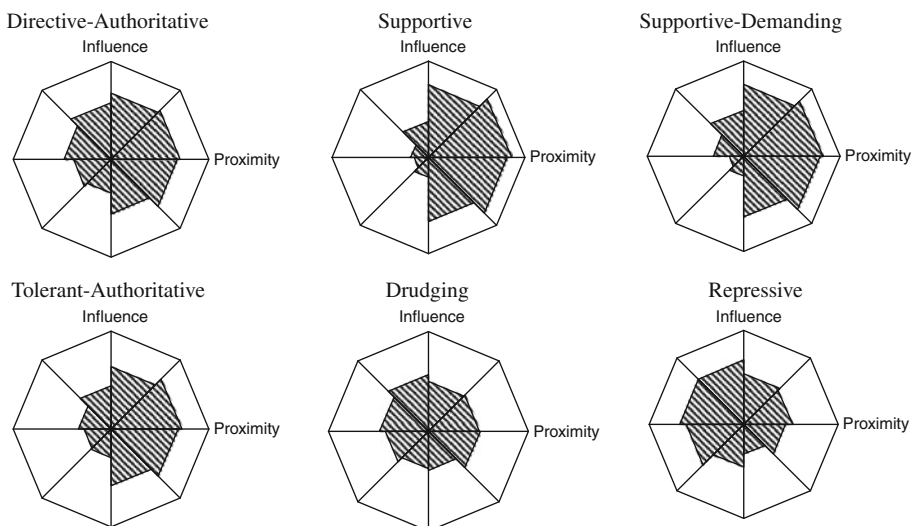 Directive-Authoritative
Influence
Proximity
Supportive
Influence
Proximity
Supportive-Demanding
Influence
Proximity
Tolerant-Authoritative
Influence
Proximity
Drudging
Influence
Proximity
Repressive
Influence
Proximity